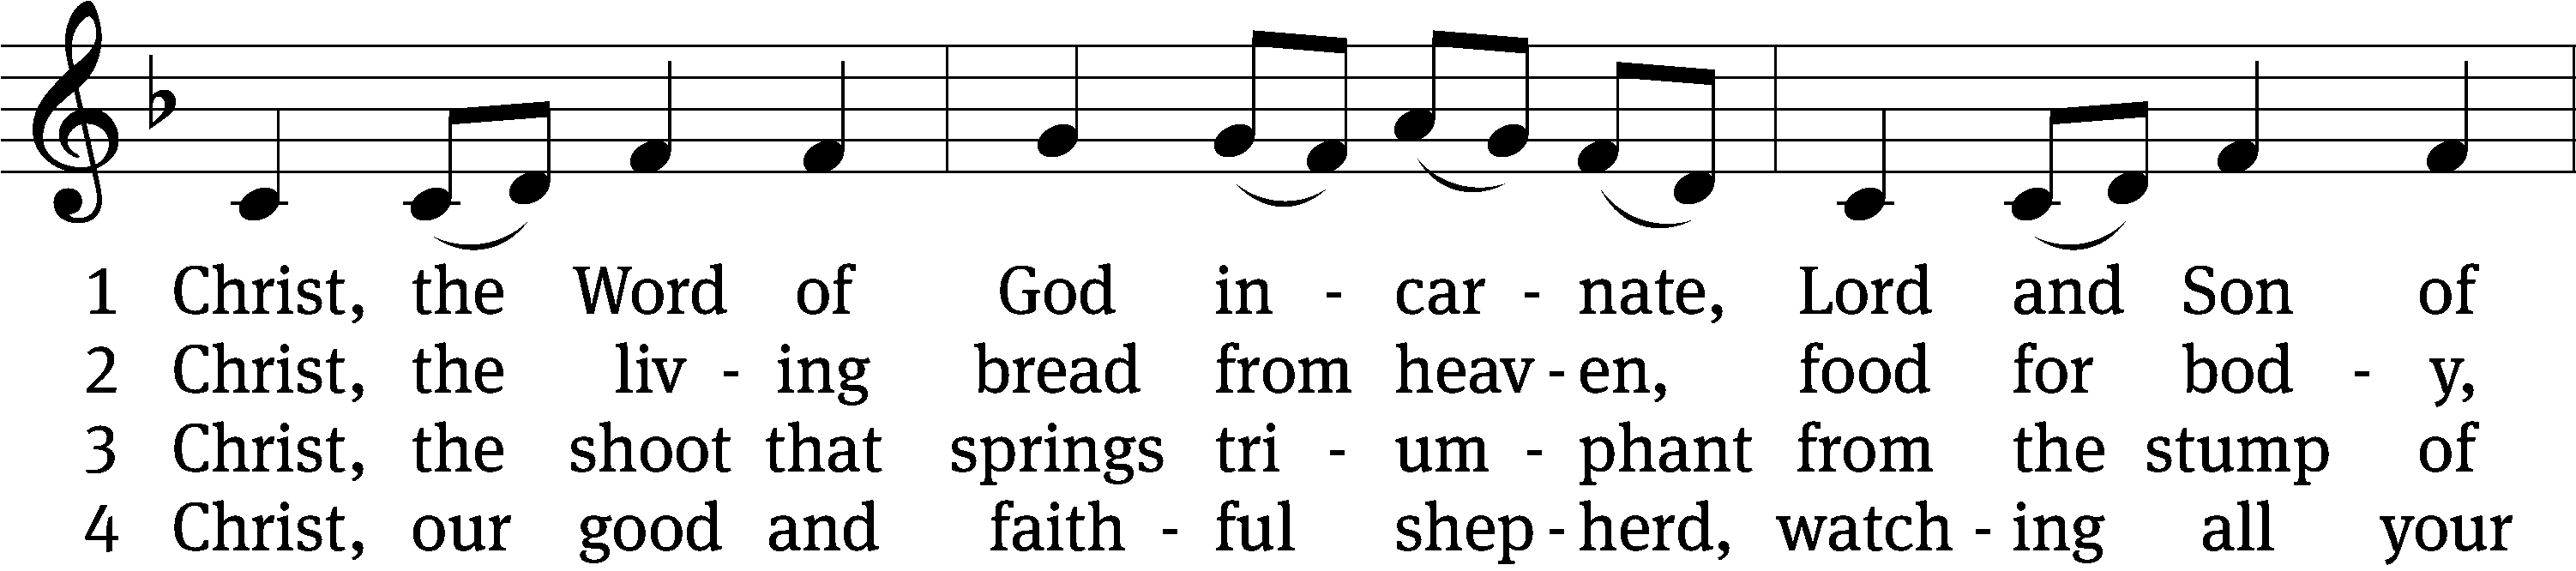 1 Christ, the Word of God in - car - nate, Lord and Son of
2 Christ, the liv - ing bread from heav - en, food for bod - y,
3 Christ, the shoot that springs tri - um - phant from the stump of
4 Christ, our good and faith - ful shep - herd, watch - ing all your